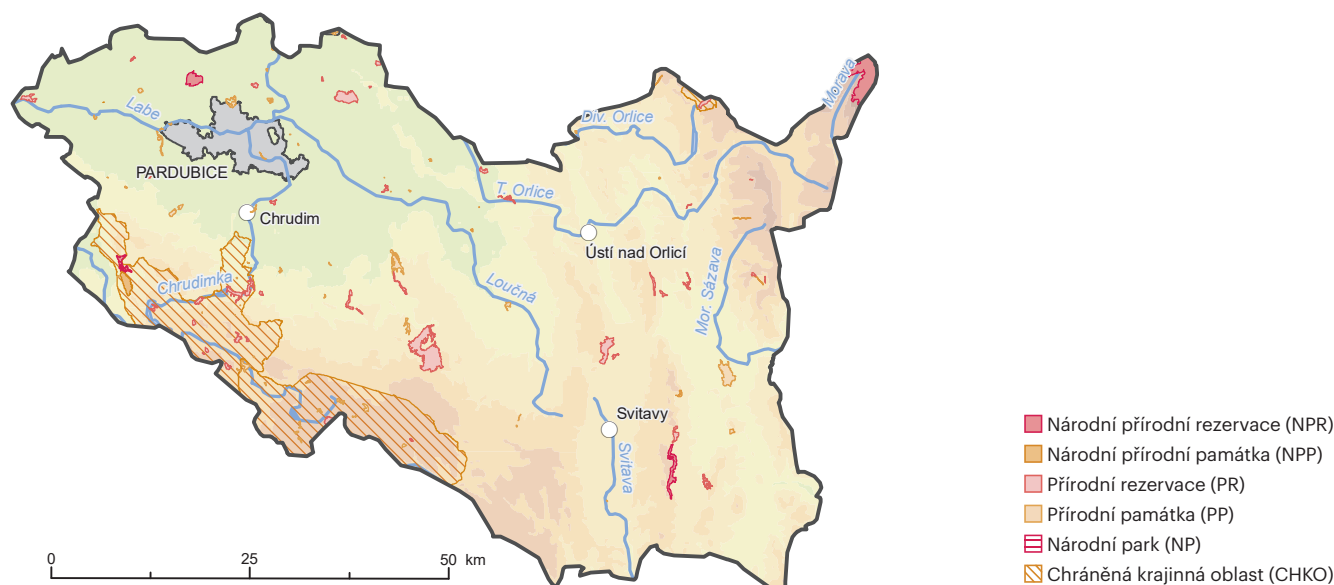 Morava
Labe
Div. Orlice
PARDUBICE
T. Orlice
Chrudim
Ústí nad Orlicí
Chrudimka
Loučná
Mor. Sázava
Svitavy
Svitava
0 25 50 km
Národní přírodní rezervace (NPR)
Národní přírodní památka (NPP)
Přírodní rezervace (PR)
Přírodní památka (PP)
Národní park (NP)
Chráněná krajinná oblast (CHKO)